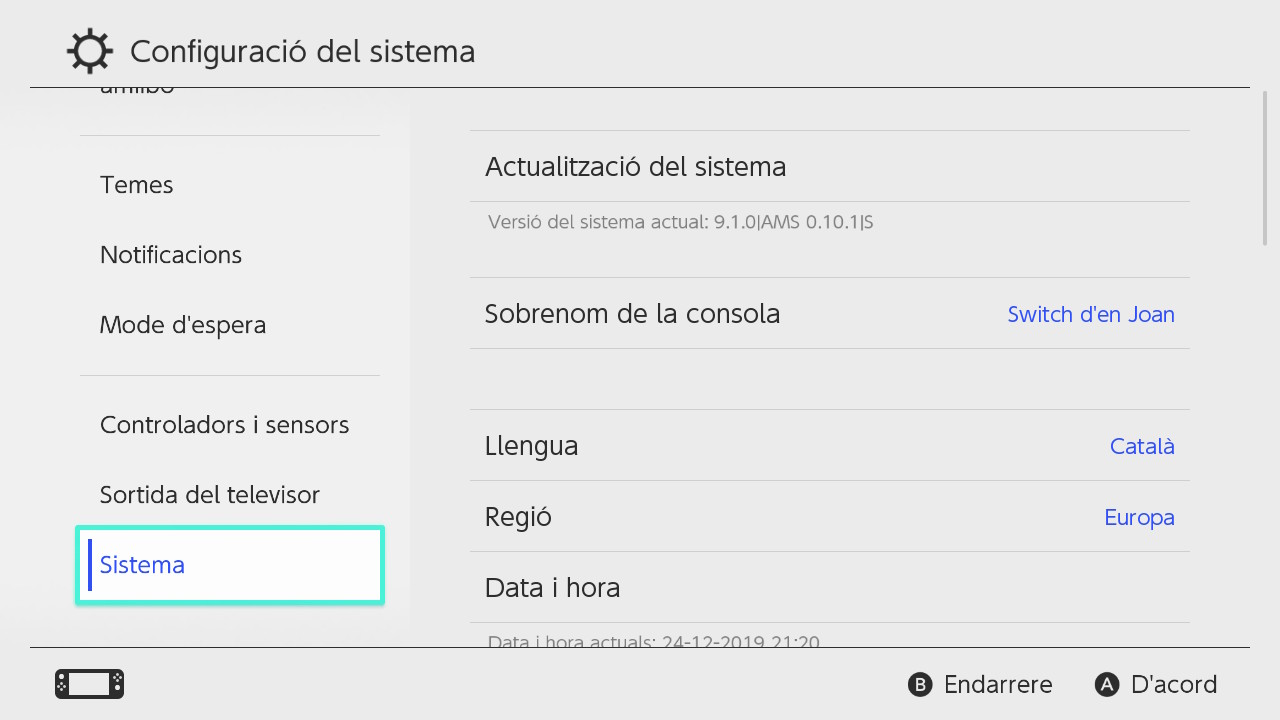 Configuració del sistema
amiibo
Temes
Notificacions
Mode d'espera
Controladors i sensors
Sortida del televisor
Sistema
Actualització del sistema
Versió del sistema actual: 9.1.0|AMS 0.10.1|S
Sobrenom de la consola Switch d'en Joan
Llengua Català
Regió Europa
Data i hora
Data i hora actuals: 24-12-2019 21:20
B Endarrere A D'acord